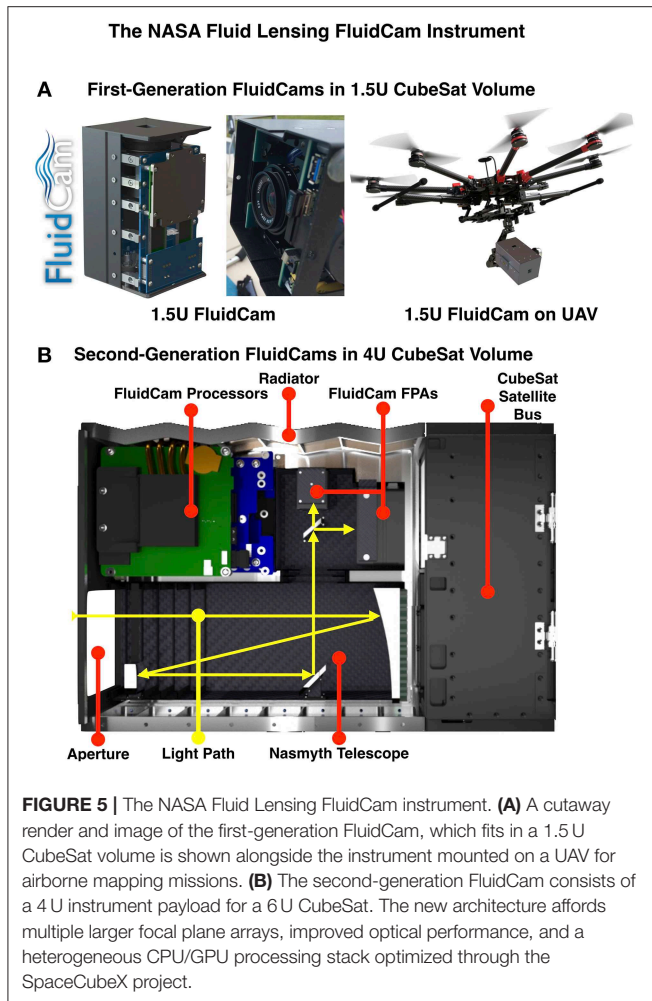 The NASA Fluid Lensing FluidCam Instrument
A First-Generation FluidCams in 1.5U CubeSat Volume
FluidCam
1.5U FluidCam
1.5U FluidCam on UAV
B Second-Generation FluidCams in 4U CubeSat Volume
FluidCam Processors
Radiator
FluidCam FPAs
CubeSat
Satellite
Bus
Aperture
Light Path
Nasmyth Telescope
FIGURE 5 | The NASA Fluid Lensing FluidCam instrument. (A) A cutaway
render and image of the first-generation FluidCam, which fits in a 1.5 U
CubeSat volume is shown alongside the instrument mounted on a UAV for
airborne mapping missions. (B) The second-generation FluidCam consists of
a 4 U instrument payload for a 6 U CubeSat. The new architecture affords
multiple larger focal plane arrays, improved optical performance, and a
heterogeneous CPU/GPU processing stack optimized through the
SpaceCubeX project.